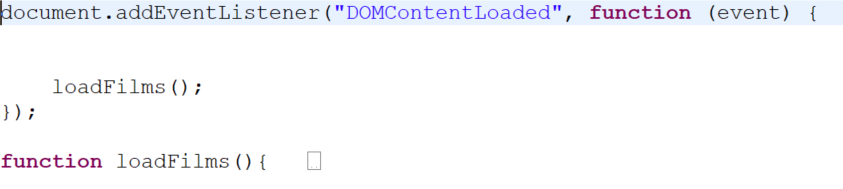 document.addEventListener("DOMContentLoaded", function (event) {
loadFilms();
});
function loadFilms(){